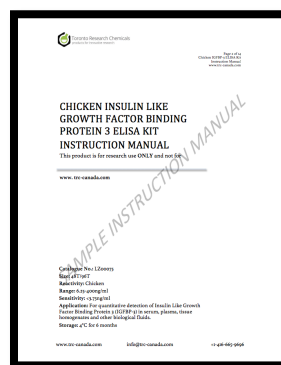 Toronto Research Chemicals
Page 1 of 13
Chicken IGFBP-3 ELISA Kit
Instruction Manual
www.trc-canada.com
CHICKEN INSULIN LIKE
GROWTH FACTOR BINDING
PROTEIN 3 ELISA KIT
INSTRUCTION MANUAL
This product is for research use ONLY and not for
www. trc-canada.com
SAMPLE INSTRUCTION MANUAL
Catalogue No.: LZ00025
Size: 48T/96T
Reactivity: Chicken
Range: 6.25-400ng/ml
Sensitivity: <3.75ng/ml
Application: For quantitative detection of Insulin Like Growth
Factor Binding Protein 3 (IGFBP-3) in serum, plasma, tissue
homogenates and other biological fluids.
Storage: 4°C for 6 months
www.trc-canada.com info@trc-canada.com +1-416-665-9696